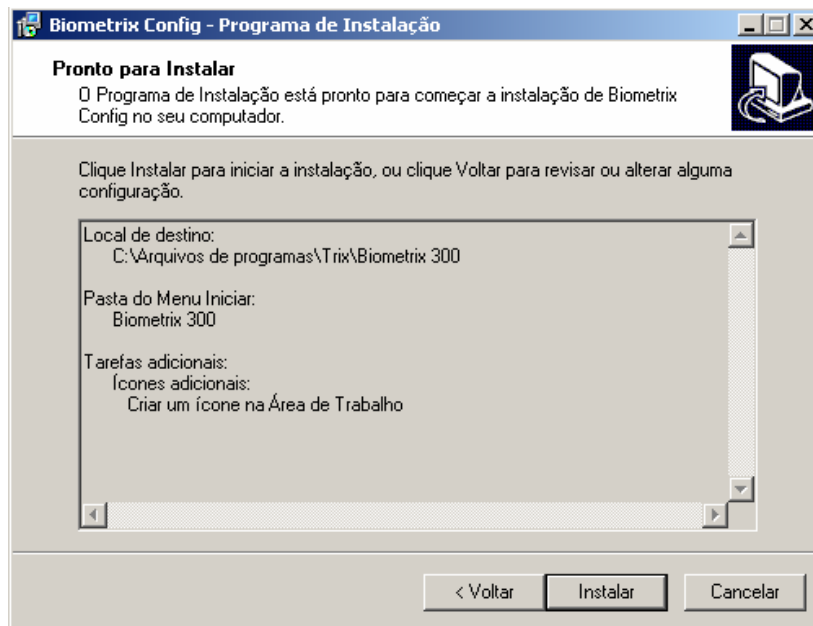 Biometrix Config - Programa de Instalação
Pronto para Instalar
O Programa de Instalação está pronto para começar a instalação de Biometrix
Config no seu computador.
Clique Instalar para iniciar a instalação, ou clique Voltar para revisar ou alterar alguma
configuração.
Local de destino:
C:\Arquivos de programas\Trix\Biometrix 300
Pasta do Menu Iniciar:
Biometrix 300
Tarefas adicionais:
Ícones adicionais:
Criar um ícone na Área de Trabalho
< Voltar
Instalar
Cancelar